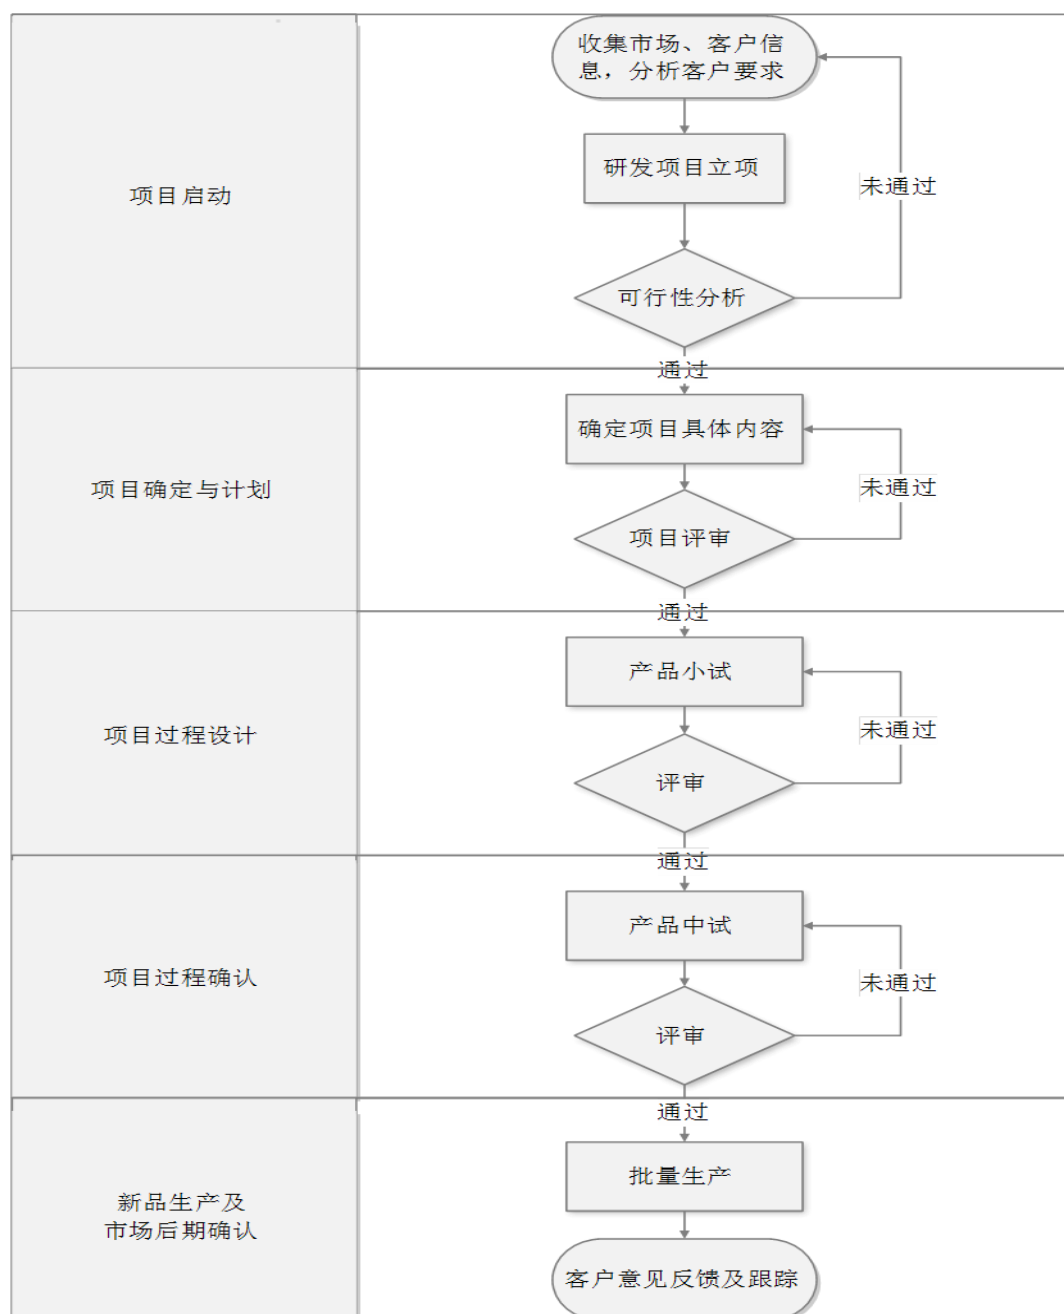 收集市场、客户信
息，分析客户要求
研发项目立项
未通过
项目启动
可行性分析
通过
确定项目具体内容
未通过
项目确定与计划
项目评审
通过
产品小试
未通过
项目过程设计
评审
通过
产品中试
项目过程确认
未通过
评审
通过
批量生产
新品生产及
市场后期确认
客户意见反馈及跟踪